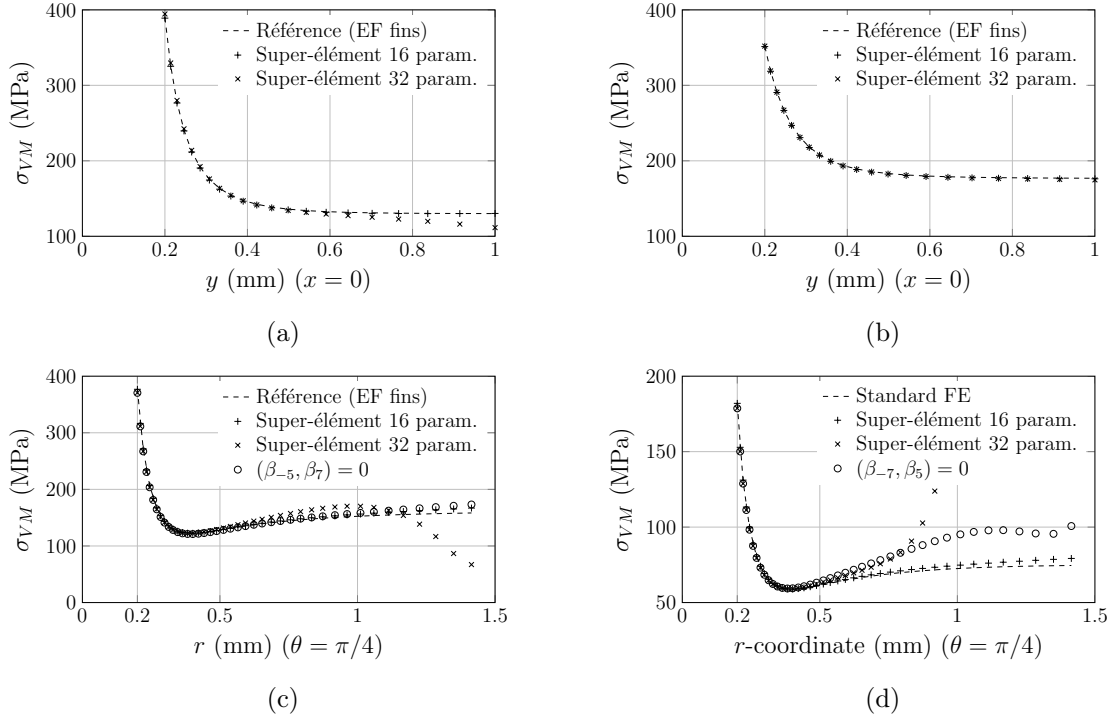 400
300
200
100
σ_VM (MPa)
Référence (EF fins)
Super-élément 16 param.
Super-élément 32 param.
0 0.2 0.4 0.6 0.8 1
y (mm) (x = 0)
(a)
400
300
200
100
σ_VM (MPa)
Référence (EF fins)
Super-élément 16 param.
Super-élément 32 param.
0 0.2 0.4 0.6 0.8 1
y (mm) (x = 0)
(b)
400
300
200
100
0
σ_VM (MPa)
Référence (EF fins)
Super-élément 16 param.
Super-élément 32 param.
(β₋₅, β₇) = 0
0 0.2 0.5 1 1.5
r (mm) (θ = π/4)
(c)
200
150
100
50
σ_VM (MPa)
Standard FE
Super-élément 16 param.
Super-élément 32 param.
(β₋₇, β₅) = 0
0 0.2 0.5 1 1.5
r-coordinate (mm) (θ = π/4)
(d)